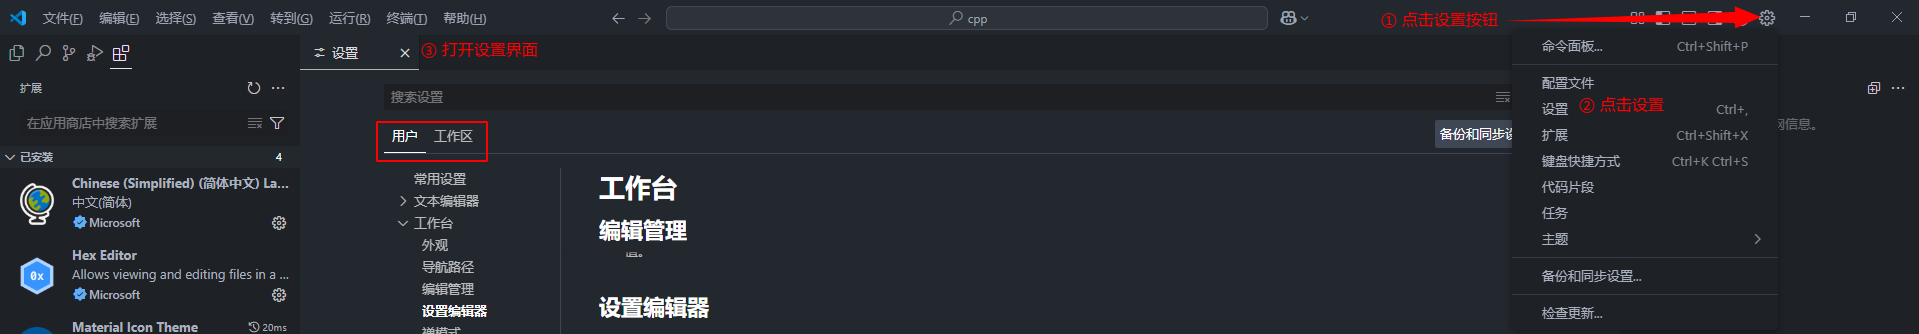 文件(F) 编辑(E) 选择(S) 查看(V) 转到(G) 运行(R) 终端(T) 帮助(H) cpp ① 点击设置按钮
设置 ③ 打开设置界面
扩展
在应用商店中搜索扩展
已安装 4
Chinese (Simplified) (简体中文) La...
中文(简体)
Microsoft
Hex Editor
0x
Allows viewing and editing files in a ...
Microsoft
Material Icon Theme 20ms
搜索设置
用户 工作区 备份和同步设
常用设置
文本编辑器
工作台
外观
导航路径
编辑管理
设置编辑器
禅模式
工作台
编辑管理
设置编辑器
命令面板... Ctrl+Shift+P
配置文件
设置 ② 点击设置 Ctrl+,
扩展 Ctrl+Shift+X
键盘快捷方式 Ctrl+K Ctrl+S
代码片段
任务
主题
备份和同步设置...
检查更新...
信息。